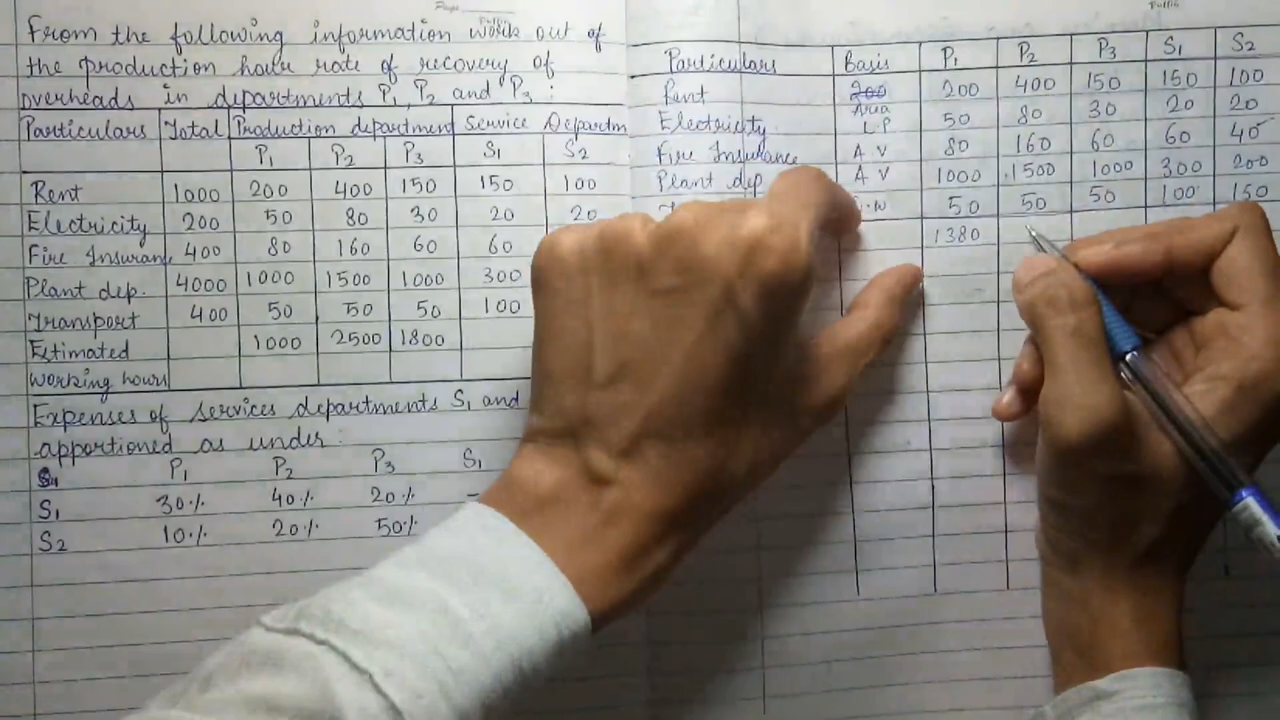 From the following information work out of
the production hour rate of recovery of
overheads in departments P1, P2 and P3 :
Particulars Total Production department Service Departm
P1 P2 P3 S1 S2
Rent 1000 200 400 150 150 100
Electricity 200 50 80 30 20 20
Fire Insuran 400 80 160 60 60
Plant dep. 4000 1000 1500 1000 300
Transport 400 50 50 50 100
Estimated 1000 2500 1800
Working hours
Expenses of services departments S1 and
apportioned as under :
P1 P2 P3 S1
S1 30% 40% 20% -
S2 10% 20% 50%
Particulars Basis P1 P2 P3 S1 S2
Rent Area 200 400 150 150 100
Electricity L.P 50 80 30 20 20
Fire Insurance A V 80 160 60 60 40
Plant dep A V 1000 1500 1000 300 200
50 50 50 100 150
1380